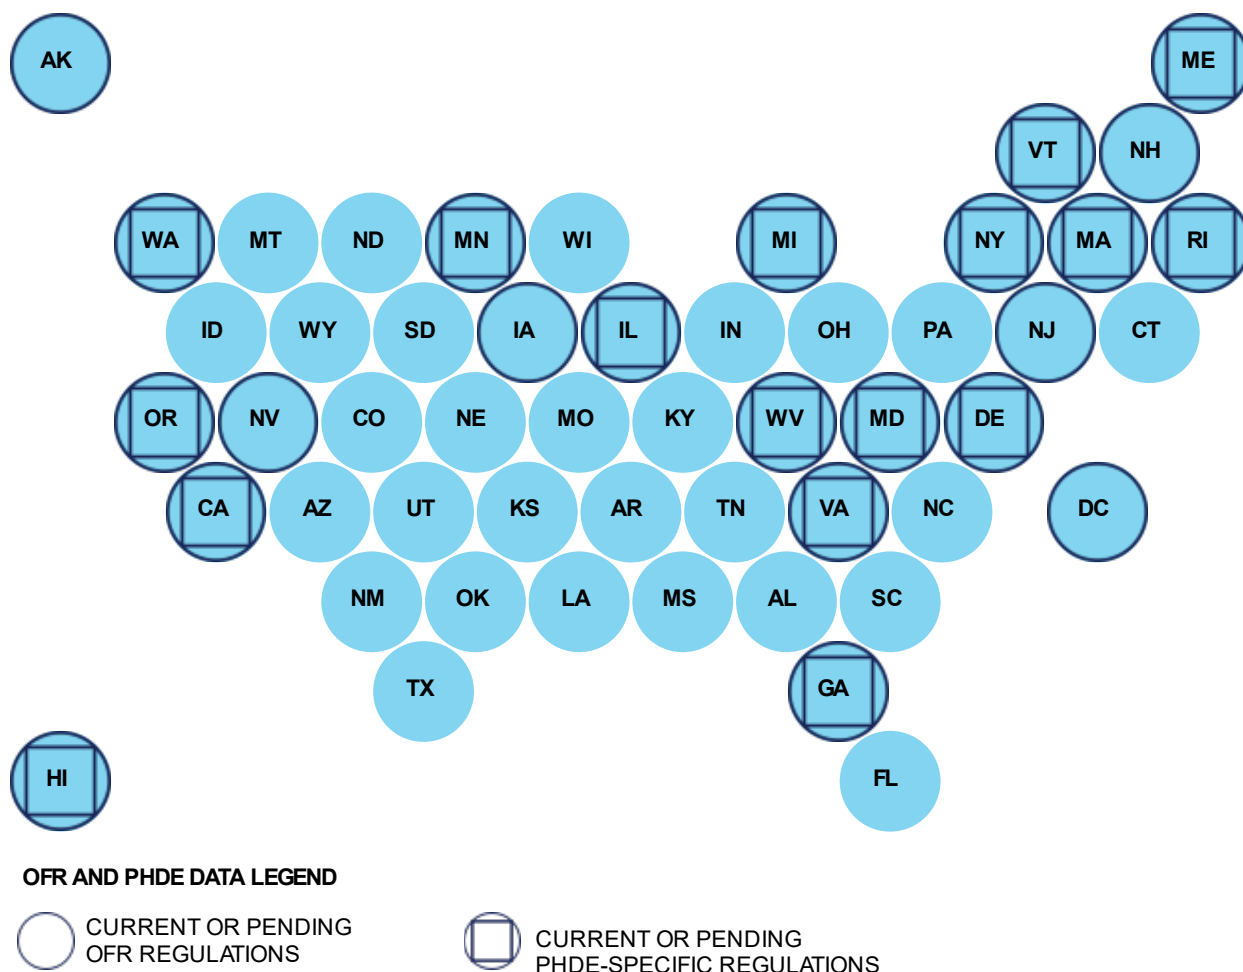 AK
ME
VT NH
WA MT ND MN WI MI NY MA RI
ID WY SD IA IL IN OH PA NJ CT
OR NV CO NE MO KY WV MD DE
CA AZ UT KS AR TN VA NC DC
NM OK LA MS AL SC
TX GA
HI FL
OFR AND PHDE DATA LEGEND
CURRENT OR PENDING
OFR REGULATIONS
CURRENT OR PENDING
PHDE-SPECIFIC REGULATIONS